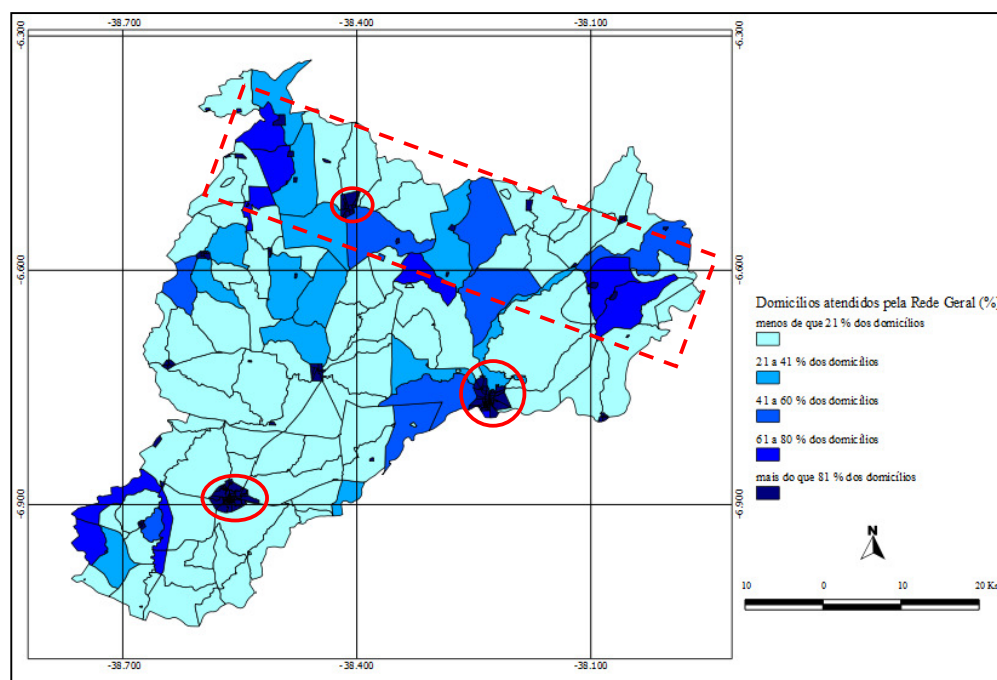 -38.700 -38.400 -38.100
-6.300 -6.300
-6.600 -6.600
Domicílios atendidos pela Rede Geral (%)
menos de que 21 % dos domicílios
21 a 41 % dos domicílios
41 a 60 % dos domicílios
61 a 80 % dos domicílios
mais do que 81 % dos domicílios
-6.900 -6.900
N
10 0 10 20 Km
-38.700 -38.400 -38.100